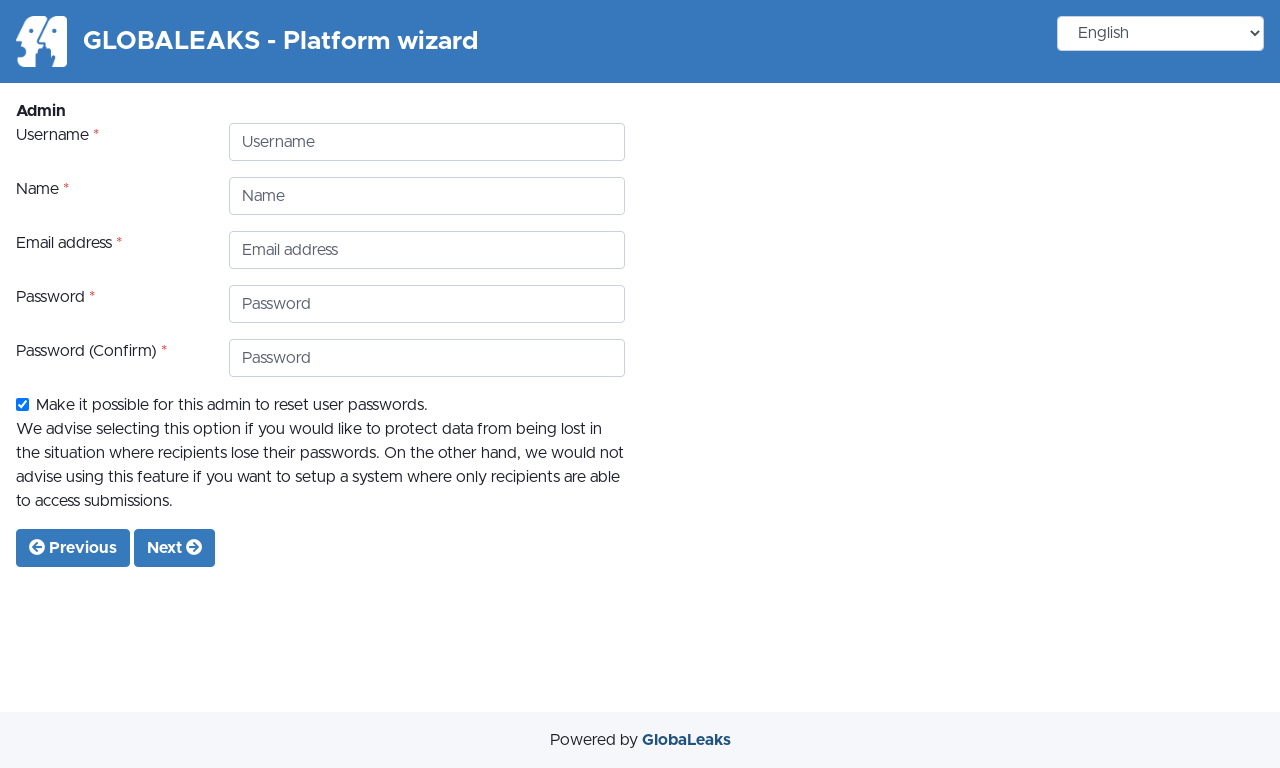 GLOBALEAKS - Platform wizard
English
Admin
Username *
Username
Name *
Name
Email address *
Email address
Password *
Password
Password (Confirm) *
Password
Make it possible for this admin to reset user passwords.
We advise selecting this option if you would like to protect data from being lost in
the situation where recipients lose their passwords. On the other hand, we would not
advise using this feature if you want to setup a system where only recipients are able
to access submissions.
Previous
Next
Powered by GlobaLeaks